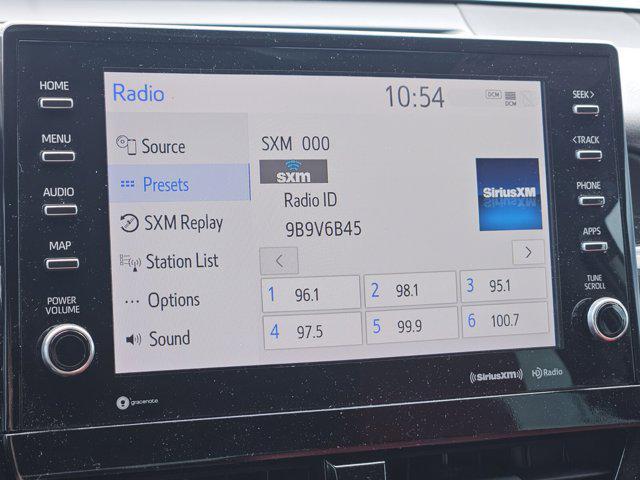 HOME
MENU
AUDIO
MAP
POWER
VOLUME
Radio
10:54
DCM
DCM
Source
Presets
SXM Replay
Station List
Options
Sound
SXM 000
sxm
Radio ID
9B9V6B45
SiriusXM
1 96.1
2 98.1
3 95.1
4 97.5
5 99.9
6 100.7
SEEK>
<TRACK
PHONE
APPS
TUNE
SCROLL
gracenote
SiriusXM
HD Radio